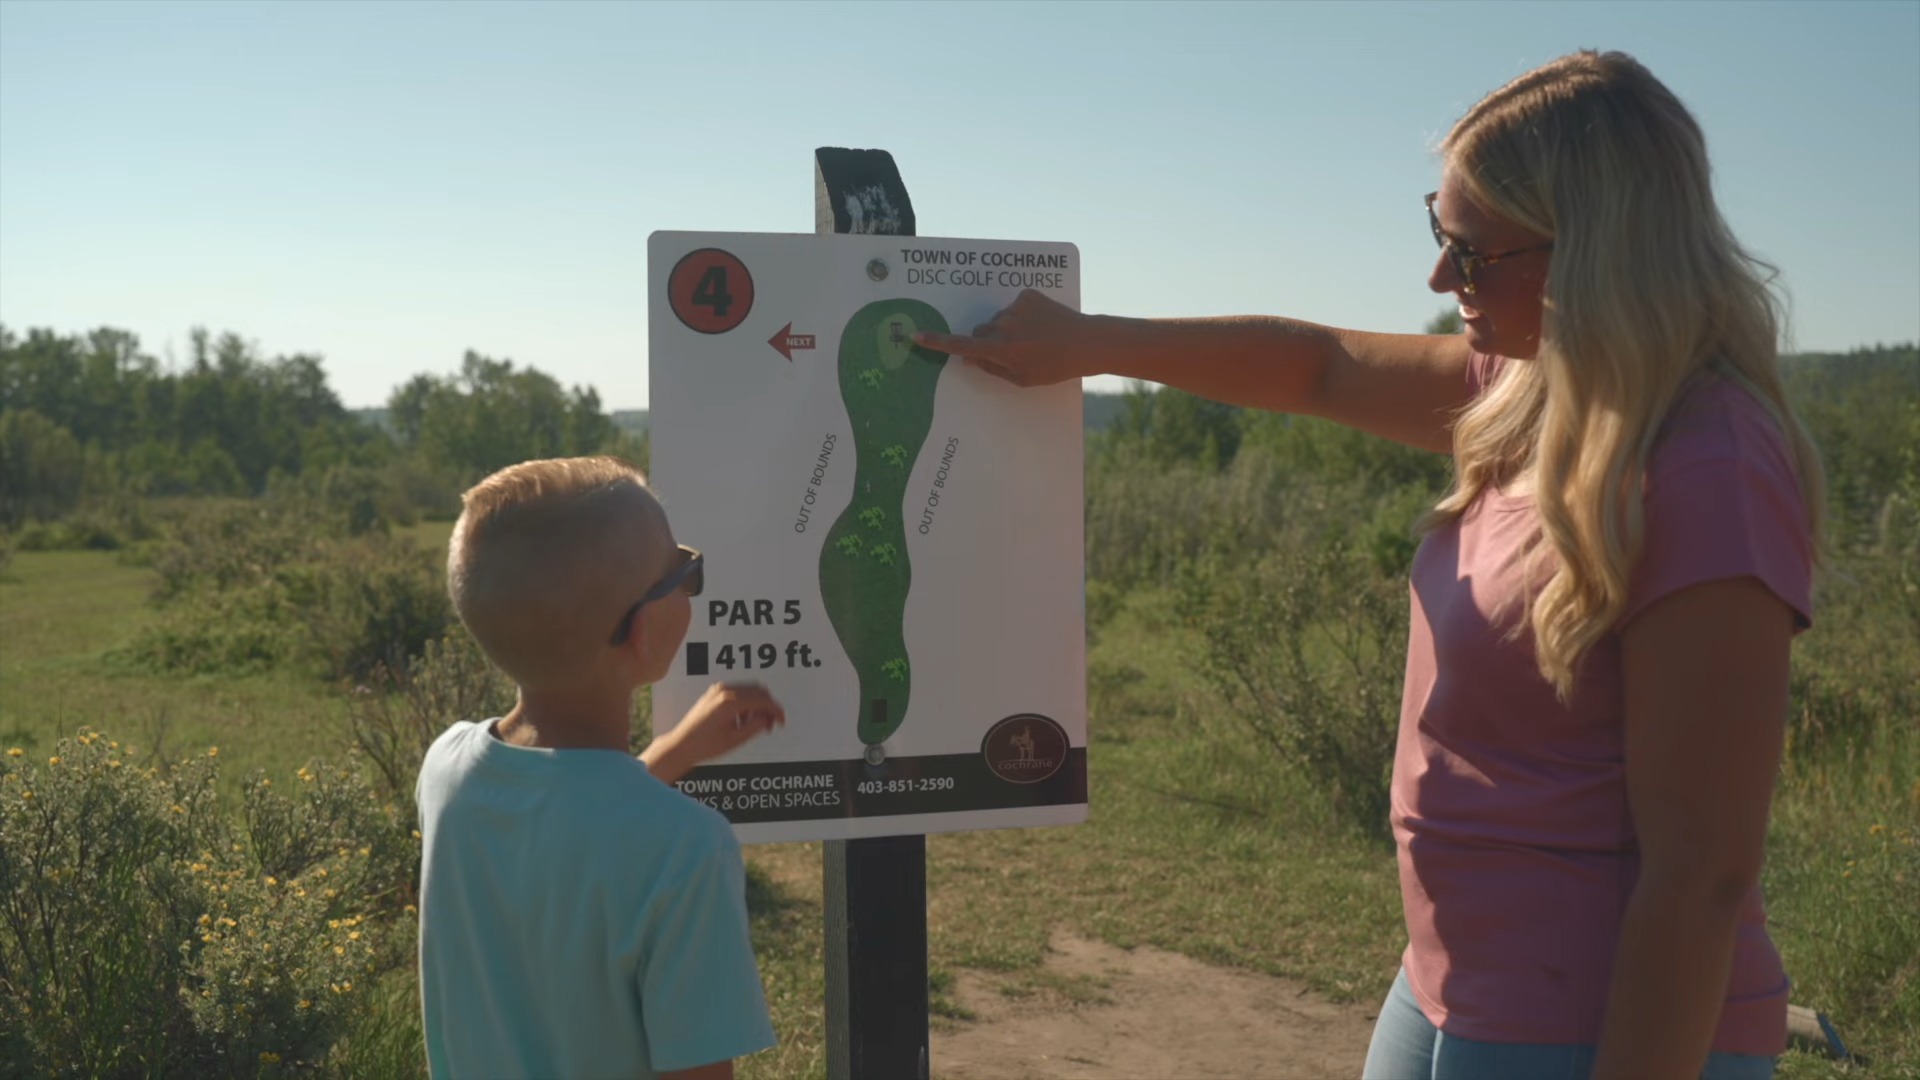 4
TOWN OF COCHRANE
DISC GOLF COURSE
NEXT
OUT OF BOUNDS
OUT OF BOUNDS
PAR 5
419 ft.
cochrane
TOWN OF COCHRANE
& OPEN SPACES
403-851-2590